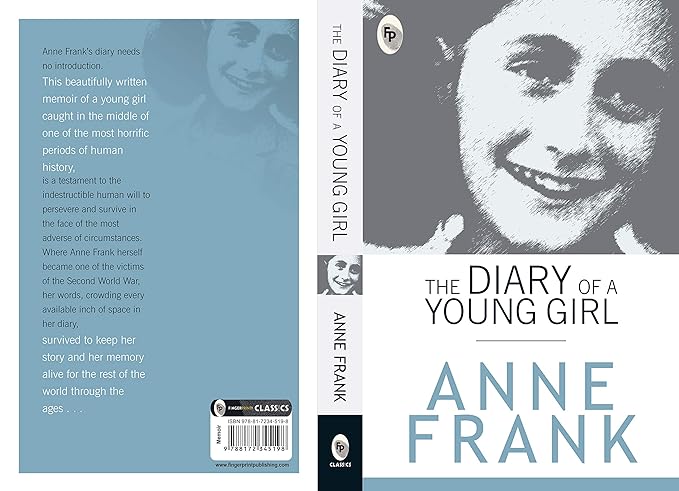 Anne Frank's diary needs
no introduction.
This beautifully written
memoir of a young girl
caught in the middle of
one of the most horrific
periods of human
history,
is a testament to the
indestructible human will to
persevere and survive in
the face of the most
adverse of circumstances.
Where Anne Frank herself
became one of the victims
of the Second World War,
her words, crowding every
available inch of space in
her diary,
survived to keep her
story and her memory
alive for the rest of the
world through the
ages . . .
FP FINGERPRINT! CLASSICS
Memoir
ISBN 978-81-7234-519-8
9 788172 345198
www.fingerprintpublishing.com
THE DIARY OF A YOUNG GIRL
ANNE FRANK
FP
CLASSICS
FP
THE DIARY OF A
YOUNG GIRL
ANNE
FRANK